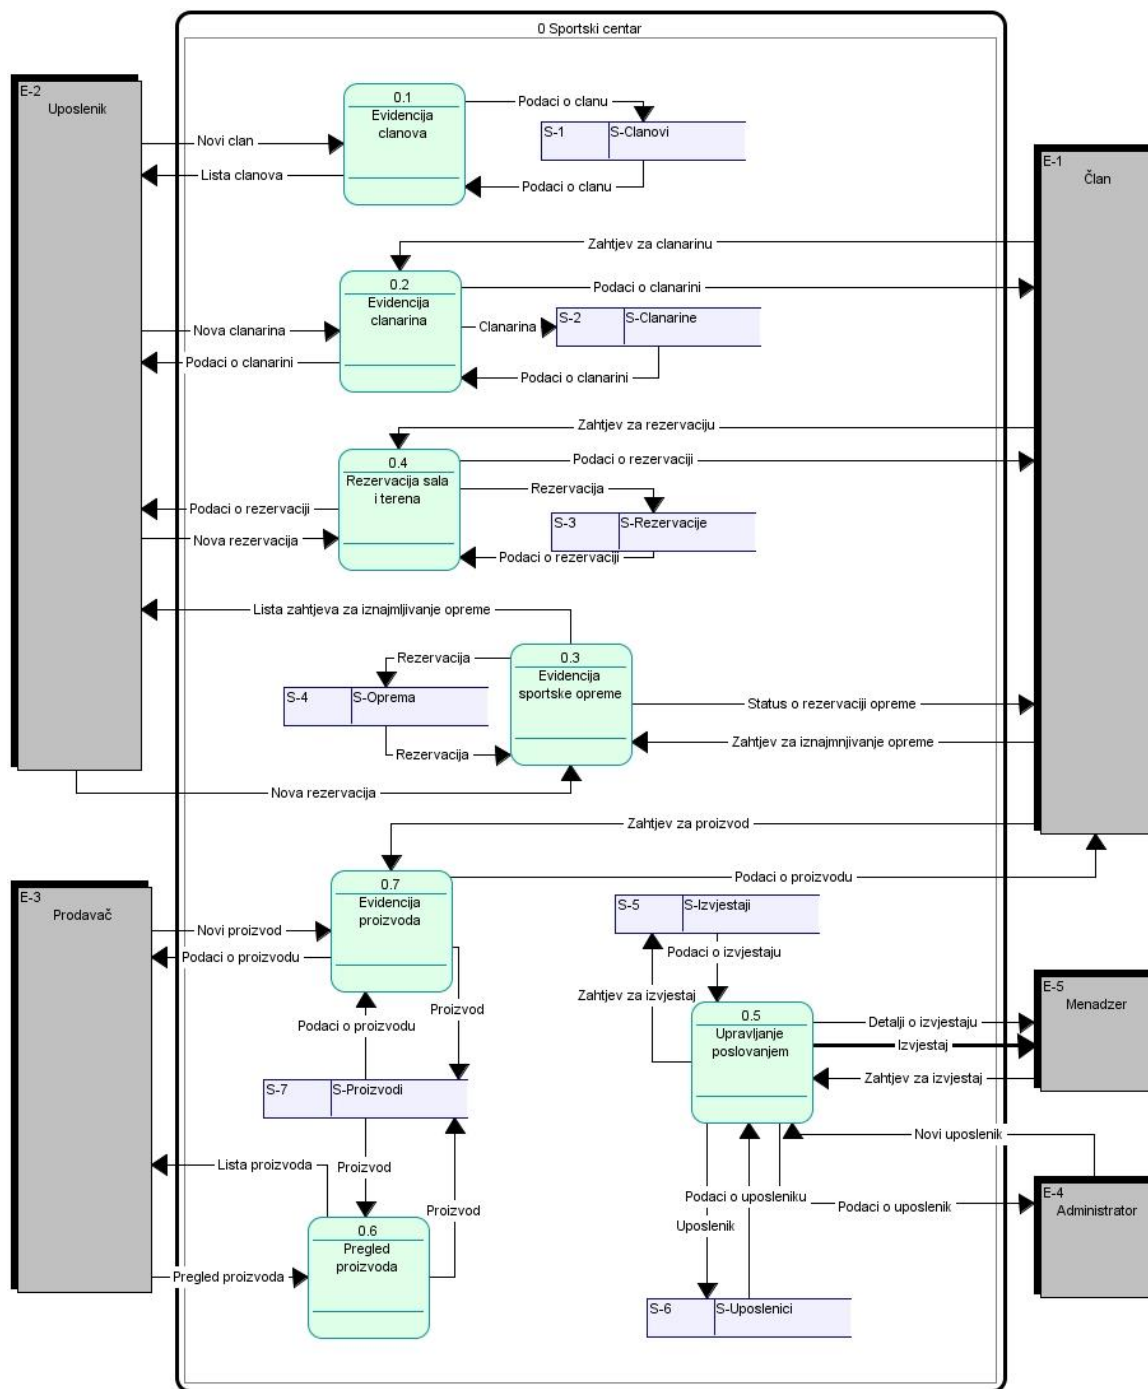 0 Sportski centar
E-2
Uposlenik
0.1
Evidencija
clanova
Podaci o clanu
S-1
S-Clanovi
Novi clan
Lista clanova
Podaci o clanu
E-1
Član
Zahtjev za clanarinu
0.2
Evidencija
clanarina
Podaci o clanarini
Nova clanarina
Clanarina
S-2
S-Clanarine
Podaci o clanarini
Podaci o clanarini
Zahtjev za rezervaciju
0.4
Rezervacija sala
i terena
Podaci o rezervaciji
Rezervacija
Podaci o rezervaciji
S-3
S-Rezervacije
Nova rezervacija
Podaci o rezervaciji
Lista zahtjeva za iznajmljivanje opreme
0.3
Evidencija
sportske opreme
Rezervacija
S-4
S-Oprema
Status o rezervaciji opreme
Zahtjev za iznajmnjivanje opreme
Rezervacija
Nova rezervacija
Zahtjev za proizvod
E-3
Prodavač
0.7
Evidencija
proizvoda
Podaci o proizvodu
S-5
S-Izvjestaji
Novi proizvod
Podaci o proizvodu
Podaci o izvjestaju
Zahtjev za izvjestaj
Proizvod
Podaci o proizvodu
E-5
Menadzer
0.5
Upravljanje
poslovanjem
Detalji o izvjestaju
Izvjestaj
Zahtjev za izvjestaj
S-7
S-Proizvodi
Novi uposlenik
Lista proizvoda
Proizvod
Proizvod
Podaci o uposleniku
Uposlenik
Podaci o uposlenik
E-4
Administrator
0.6
Pregled
proizvoda
Pregled proizvoda
S-6
S-Uposlenici